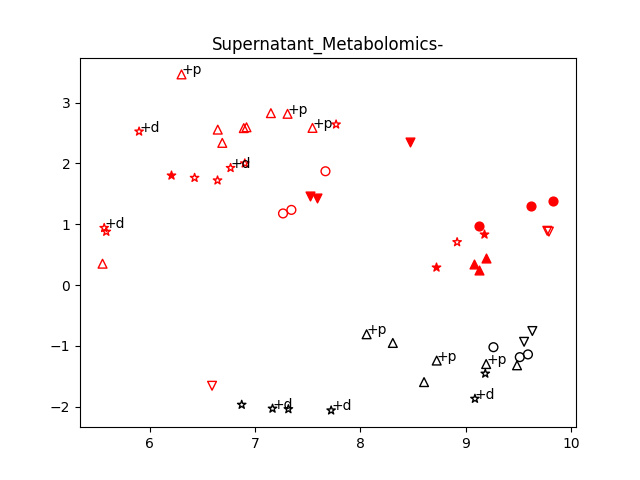 Supernatant_Metabolomics-
+p
+p
+p
+d
+d
+d
+p
+p
+p
+d
+d
+d
3
2
1
0
−1
−2
6
7
8
9
10